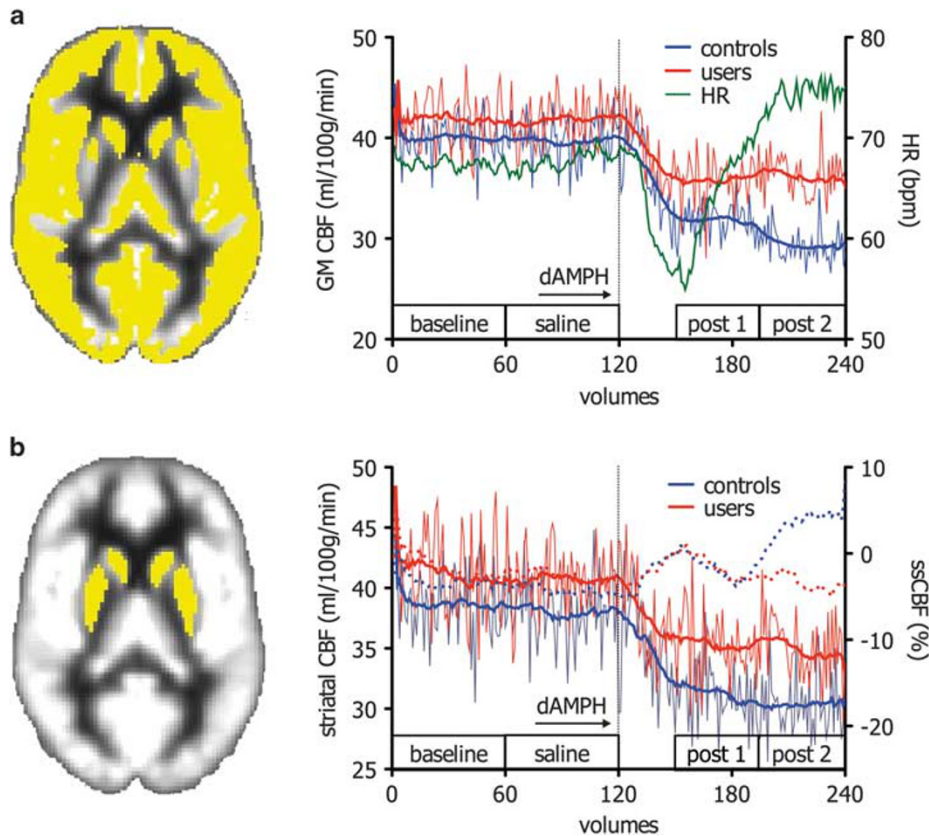 a
50
40
30
20
GM CBF (ml/100g/min)
controls
users
HR
80
70
60
50
HR (bpm)
dAMPH
baseline
saline
post 1
post 2
0
60
120
180
240
volumes
b
50
45
40
35
30
25
striatal CBF (ml/100g/min)
controls
users
10
0
-10
-20
ssCBF (%)
dAMPH
baseline
saline
post 1
post 2
0
60
120
180
240
volumes